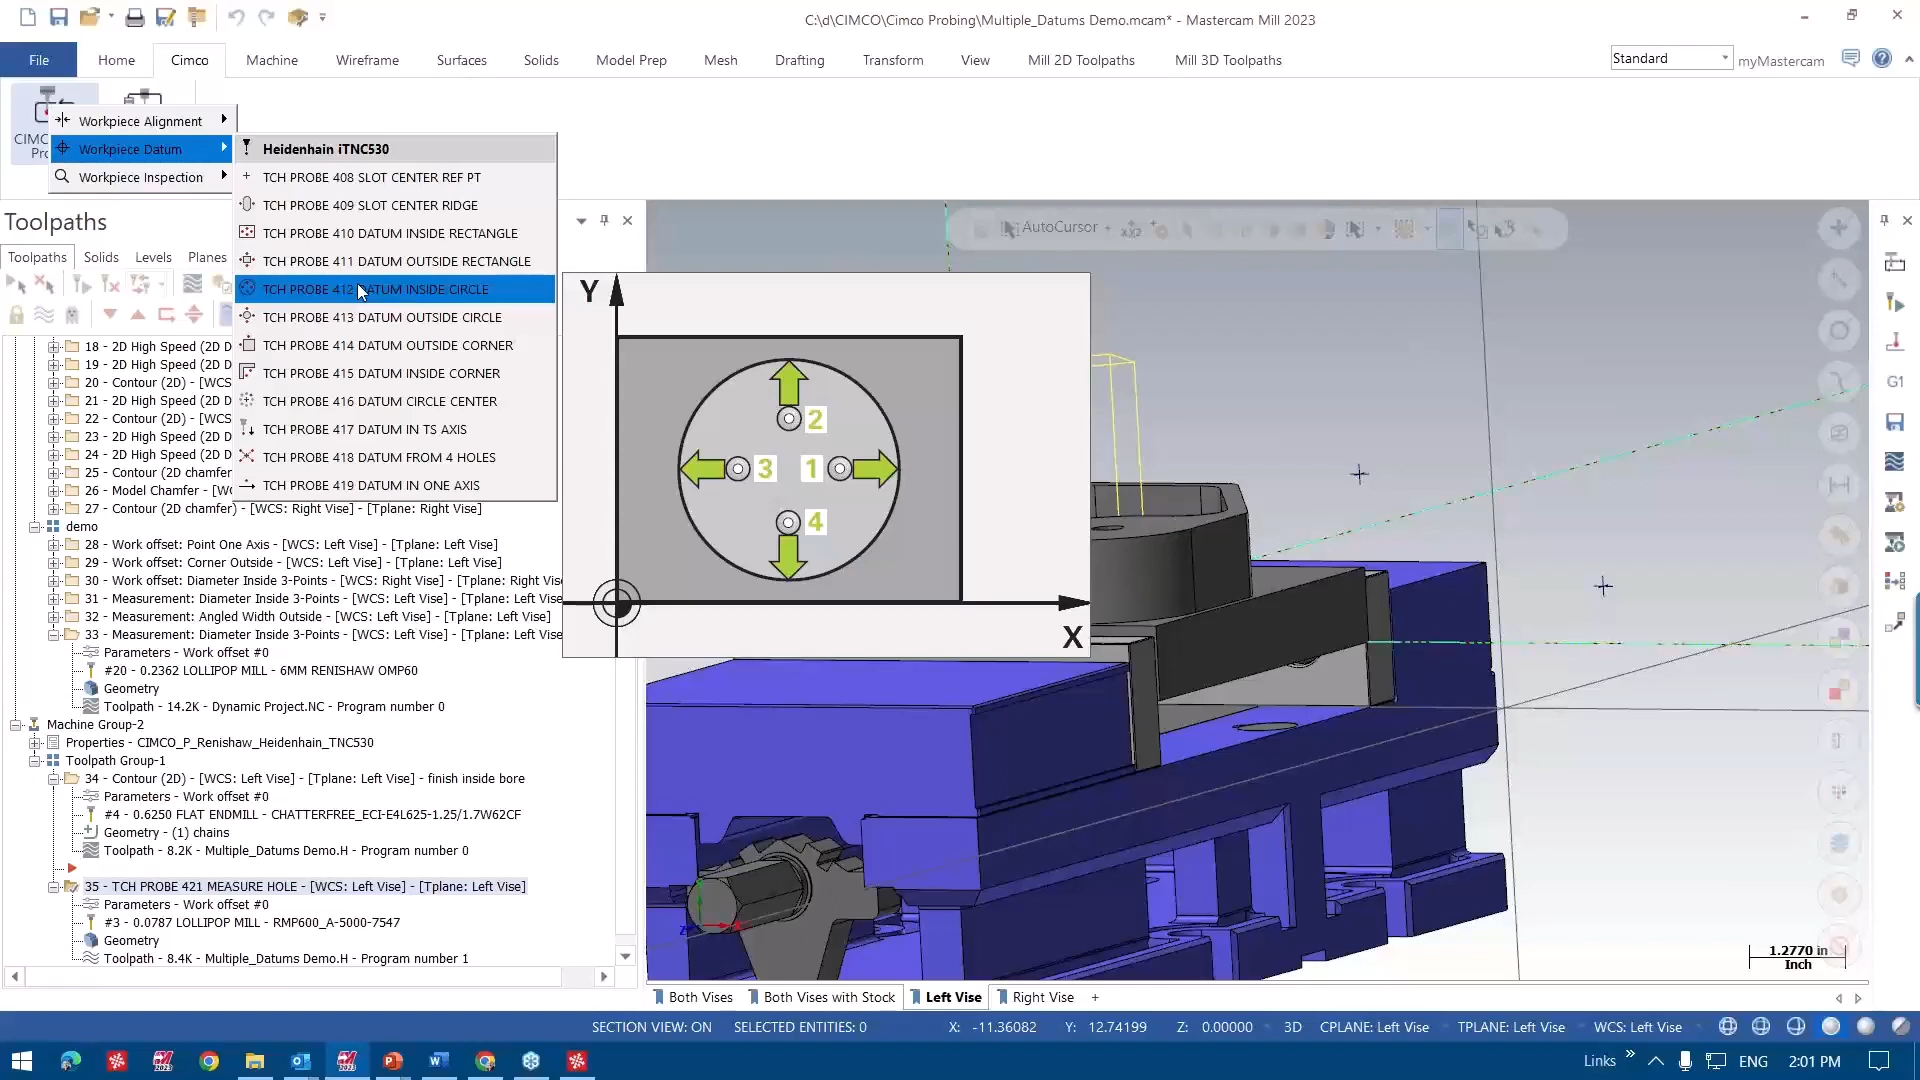 C:\d\CIMCO\Cimco Probing\Multiple_Datums Demo.mcam* - Mastercam Mill 2023
File
Home
Cimco
Machine
Wireframe
Surfaces
Solids
Model Prep
Mesh
Drafting
Transform
View
Mill 2D Toolpaths
Mill 3D Toolpaths
Standard
myMastercam
CIMC
Pro
Workpiece Alignment
Workpiece Datum
Workpiece Inspection
Heidenhain iTNC530
TCH PROBE 408 SLOT CENTER REF PT
TCH PROBE 409 SLOT CENTER RIDGE
TCH PROBE 410 DATUM INSIDE RECTANGLE
TCH PROBE 411 DATUM OUTSIDE RECTANGLE
TCH PROBE 412 DATUM INSIDE CIRCLE
TCH PROBE 413 DATUM OUTSIDE CIRCLE
TCH PROBE 414 DATUM OUTSIDE CORNER
TCH PROBE 415 DATUM INSIDE CORNER
TCH PROBE 416 DATUM CIRCLE CENTER
TCH PROBE 417 DATUM IN TS AXIS
TCH PROBE 418 DATUM FROM 4 HOLES
TCH PROBE 419 DATUM IN ONE AXIS
Toolpaths
Toolpaths
Solids
Levels
Planes
18 - 2D High Speed (2D D
19 - 2D High Speed (2D D
20 - Contour (2D) - [WCS
21 - 2D High Speed (2D D
22 - Contour (2D) - [WCS
23 - 2D High Speed (2D D
24 - 2D High Speed (2D D
25 - Contour (2D chamfer
26 - Model Chamfer - [WC
27 - Contour (2D chamfer) - [WCS: Right Vise] - [Tplane: Right Vise]
demo
28 - Work offset: Point One Axis - [WCS: Left Vise] - [Tplane: Left Vise]
29 - Work offset: Corner Outside - [WCS: Left Vise] - [Tplane: Left Vise]
30 - Work offset: Diameter Inside 3-Points - [WCS: Right Vise] - [Tplane: Right Vise
31 - Measurement: Diameter Inside 3-Points - [WCS: Left Vise] - [Tplane: Left Vise
32 - Measurement: Angled Width Outside - [WCS: Left Vise] - [Tplane: Left Vise]
33 - Measurement: Diameter Inside 3-Points - [WCS: Left Vise] - [Tplane: Left Vise
Parameters - Work offset #0
#20 - 0.2362 LOLLIPOP MILL - 6MM RENISHAW OMP60
Geometry
Toolpath - 14.2K - Dynamic Project.NC - Program number 0
Machine Group-2
Properties - CIMCO_P_Renishaw_Heidenhain_TNC530
Toolpath Group-1
34 - Contour (2D) - [WCS: Left Vise] - [Tplane: Left Vise] - finish inside bore
Parameters - Work offset #0
#4 - 0.6250 FLAT ENDMILL - CHATTERFREE_ECI-E4L625-1.25/1.7W62CF
Geometry - (1) chains
Toolpath - 8.2K - Multiple_Datums Demo.H - Program number 0
35 - TCH PROBE 421 MEASURE HOLE - [WCS: Left Vise] - [Tplane: Left Vise]
Parameters - Work offset #0
#3 - 0.0787 LOLLIPOP MILL - RMP600_A-5000-7547
Geometry
Toolpath - 8.4K - Multiple_Datums Demo.H - Program number 1
Y
2
3
1
4
X
AutoCursor
G1
1.2770 in
Inch
Both Vises
Both Vises with Stock
Left Vise
Right Vise
+
SECTION VIEW: ON
SELECTED ENTITIES: 0
X: -11.36082
Y: 12.74199
Z: 0.00000
3D
CPLANE: Left Vise
TPLANE: Left Vise
WCS: Left Vise
Links
ENG
2:01 PM